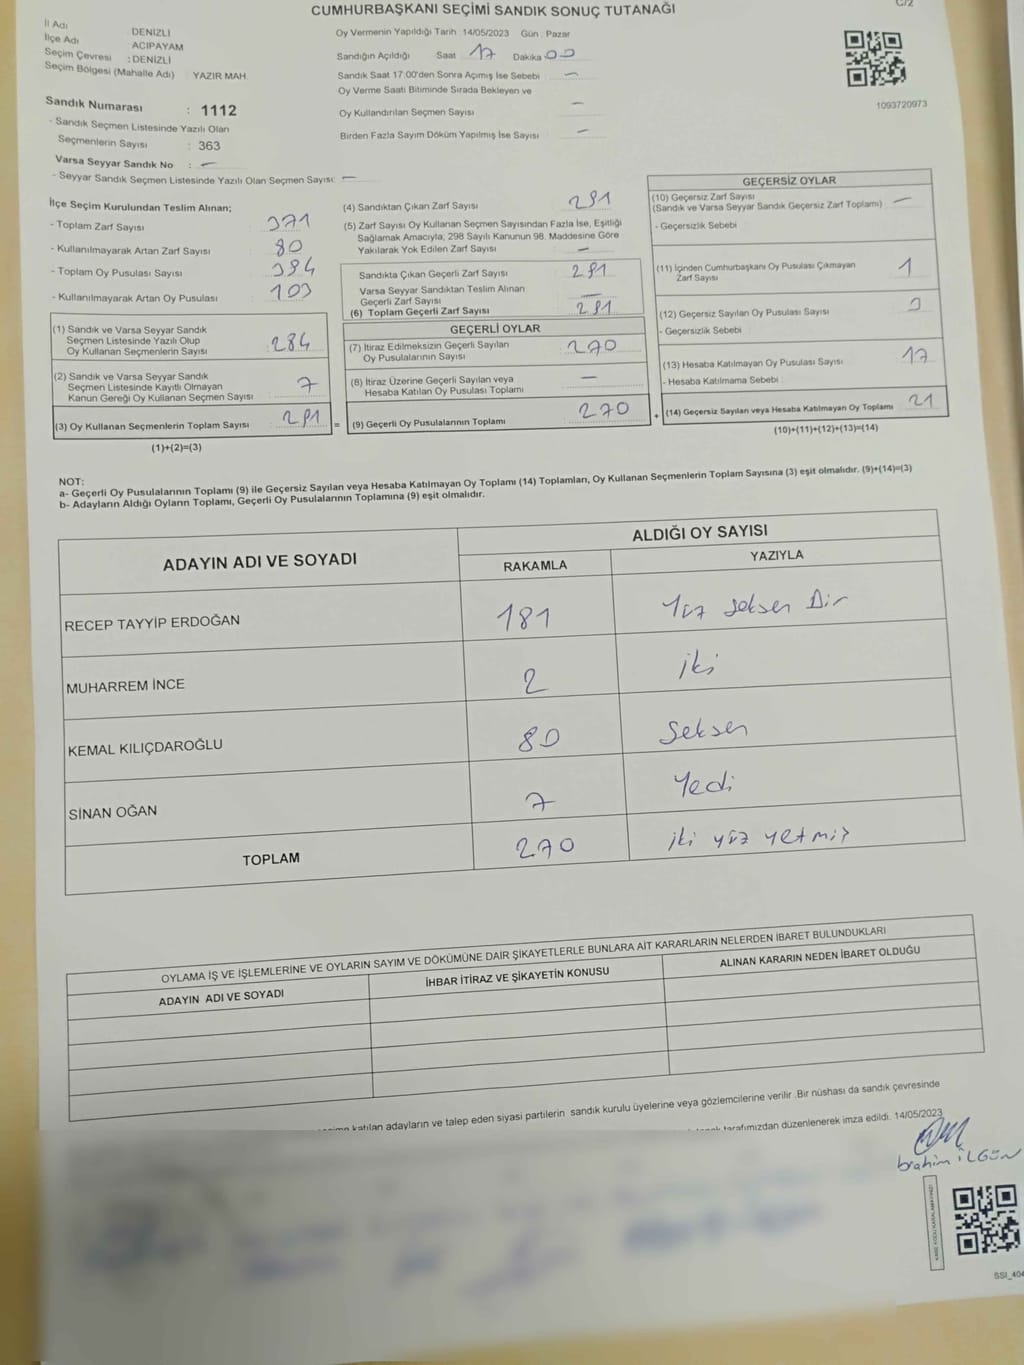 C/2
CUMHURBAŞKANI SEÇİMİ SANDIK SONUÇ TUTANAĞI
İl Adı DENİZLİ
İlçe Adı ACIPAYAM
Seçim Çevresi : DENİZLİ
Seçim Bölgesi (Mahalle Adı) YAZIR MAH.
Sandık Numarası : 1112
- Sandık Seçmen Listesinde Yazılı Olan
Seçmenlerin Sayısı : 363
Varsa Seyyar Sandık No : —
- Seyyar Sandık Seçmen Listesinde Yazılı Olan Seçmen Sayısı: —
Oy Vermenin Yapıldığı Tarih 14/05/2023 Gün : Pazar
Sandığın Açıldığı Saat 17 Dakika 00
Sandık Saat 17:00'den Sonra Açımış İse Sebebi —
Oy Verme Saati Bitiminde Sırada Bekleyen ve
Oy Kullandırılan Seçmen Sayısı —
Birden Fazla Sayım Döküm Yapılmış İse Sayısı —
1093720973
İlçe Seçim Kurulundan Teslim Alınan;
- Toplam Zarf Sayısı 371
- Kullanılmayarak Artan Zarf Sayısı 80
- Toplam Oy Pusulası Sayısı 394
- Kullanılmayarak Artan Oy Pusulası 103
(1) Sandık ve Varsa Seyyar Sandık
Seçmen Listesinde Yazılı Olup
Oy Kullanan Seçmenlerin Sayısı : 284
(2) Sandık ve Varsa Seyyar Sandık
Seçmen Listesinde Kayıtlı Olmayan
Kanun Gereği Oy Kullanan Seçmen Sayısı : 7
(3) Oy Kullanan Seçmenlerin Toplam Sayısı : 291
(1)+(2)=(3)
(4) Sandıktan Çıkan Zarf Sayısı 291
(5) Zarf Sayısı Oy Kullanan Seçmen Sayısından Fazla İse, Eşitliği
Sağlamak Amacıyla; 298 Sayılı Kanunun 98. Maddesine Göre
Yakılarak Yok Edilen Zarf Sayısı —
Sandıkta Çıkan Geçerli Zarf Sayısı 291
Varsa Seyyar Sandıktan Teslim Alınan
Geçerli Zarf Sayısı —
(6) Toplam Geçerli Zarf Sayısı 291
GEÇERLİ OYLAR
(7) İtiraz Edilmeksizin Geçerli Sayılan
Oy Pusulalarının Sayısı 270
(8) İtiraz Üzerine Geçerli Sayılan veya
Hesaba Katılan Oy Pusulası Toplamı —
= (9) Geçerli Oy Pusulalarının Toplamı 270
GEÇERSİZ OYLAR
(10) Geçersiz Zarf Sayısı
(Sandık ve Varsa Seyyar Sandık Geçersiz Zarf Toplamı) —
- Geçersizlik Sebebi
(11) İçinden Cumhurbaşkanı Oy Pusulası Çıkmayan
Zarf Sayısı 1
(12) Geçersiz Sayılan Oy Pusulası Sayısı
- Geçersizlik Sebebi
(13) Hesaba Katılmayan Oy Pusulası Sayısı 17
- Hesaba Katılmama Sebebi :
+ (14) Geçersiz Sayılan veya Hesaba Katılmayan Oy Toplamı 21
(10)+(11)+(12)+(13)=(14)
NOT:
a- Geçerli Oy Pusulalarının Toplamı (9) ile Geçersiz Sayılan veya Hesaba Katılmayan Oy Toplamı (14) Toplamları, Oy Kullanan Seçmenlerin Toplam Sayısına (3) eşit olmalıdır. (9)+(14)=(3)
b- Adayların Aldığı Oyların Toplamı, Geçerli Oy Pusulalarının Toplamına (9) eşit olmalıdır.
ADAYIN ADI VE SOYADI
ALDIĞI OY SAYISI
RAKAMLA YAZIYLA
RECEP TAYYİP ERDOĞAN 181 Yüz seksen Bir
MUHARREM İNCE 2 iki
KEMAL KILIÇDAROĞLU 80 Seksen
SİNAN OĞAN 7 Yedi
TOPLAM 270 iki yüz yetmiş
OYLAMA İŞ VE İŞLEMLERİNE VE OYLARIN SAYIM VE DÖKÜMÜNE DAİR ŞİKAYETLERLE BUNLARA AİT KARARLARIN NELERDEN İBARET BULUNDUKLARI
ADAYIN ADI VE SOYADI İHBAR İTİRAZ VE ŞİKAYETİN KONUSU ALINAN KARARIN NEDEN İBARET OLDUĞU
katılan adayların ve talep eden siyasi partilerin sandık kurulu üyelerine veya gözlemcilerine verilir .Bir nüshası da sandık çevresinde
tarafımızdan düzenlenerek imza edildi. 14/05/2023
İbrahim İLGÜN
SSI_404